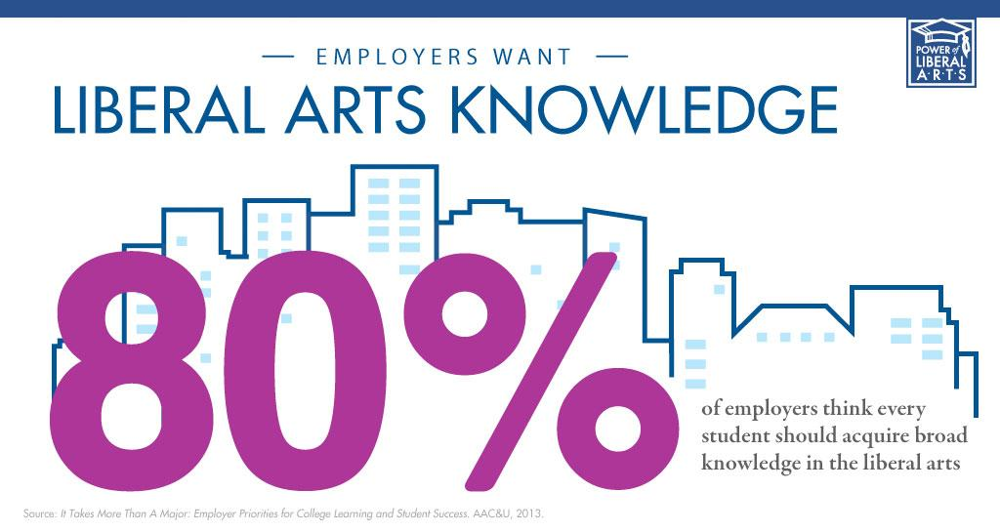 EMPLOYERS WANT
LIBERAL ARTS KNOWLEDGE
POWER of
LIBERAL
A·R·T·S
80%
of employers think every
student should acquire broad
knowledge in the liberal arts
Source: It Takes More Than A Major: Employer Priorities for College Learning and Student Success. AAC&U, 2013.